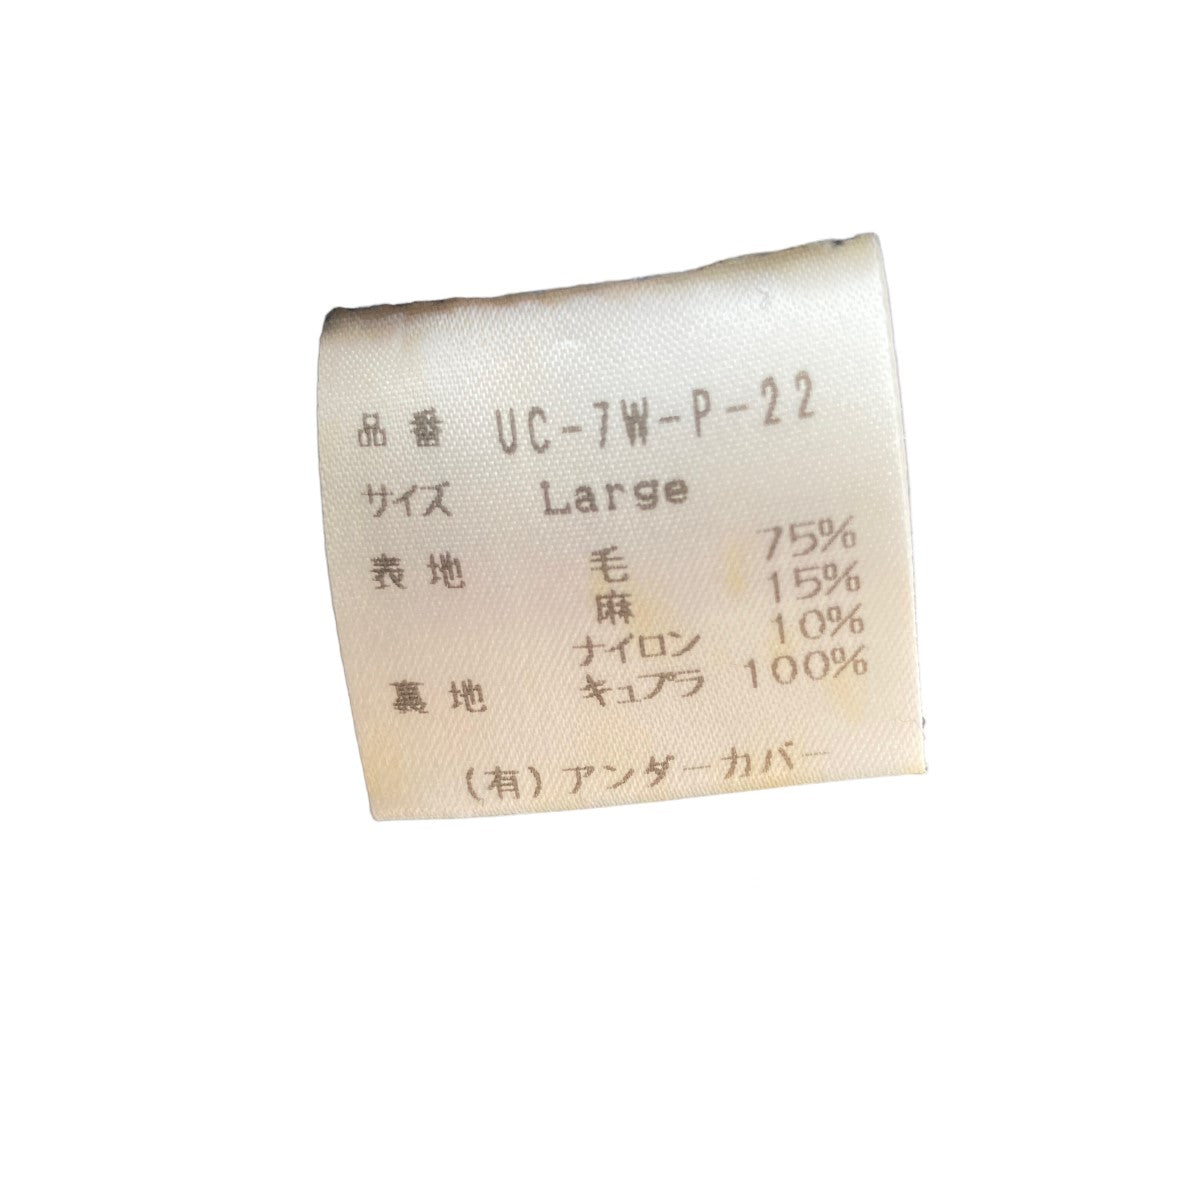 品番 UC-7W-P-22
サイズ Large
表地 毛 75%
麻 15%
ナイロン 10%
裏地 キュプラ 100%
(有)アンダーカバー